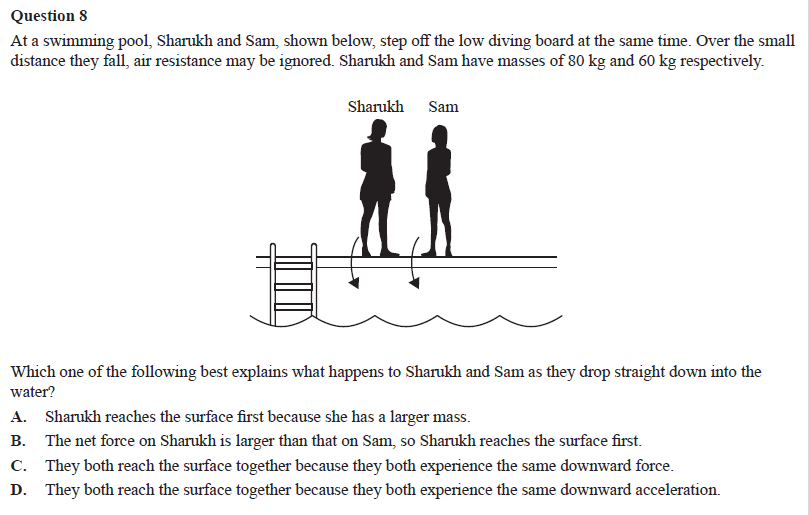 Question 8
At a swimming pool, Sharukh and Sam, shown below, step off the low diving board at the same time. Over the small
distance they fall, air resistance may be ignored. Sharukh and Sam have masses of 80 kg and 60 kg respectively.
Sharukh Sam
Which one of the following best explains what happens to Sharukh and Sam as they drop straight down into the
water?
A. Sharukh reaches the surface first because she has a larger mass.
B. The net force on Sharukh is larger than that on Sam, so Sharukh reaches the surface first.
C. They both reach the surface together because they both experience the same downward force.
D. They both reach the surface together because they both experience the same downward acceleration.